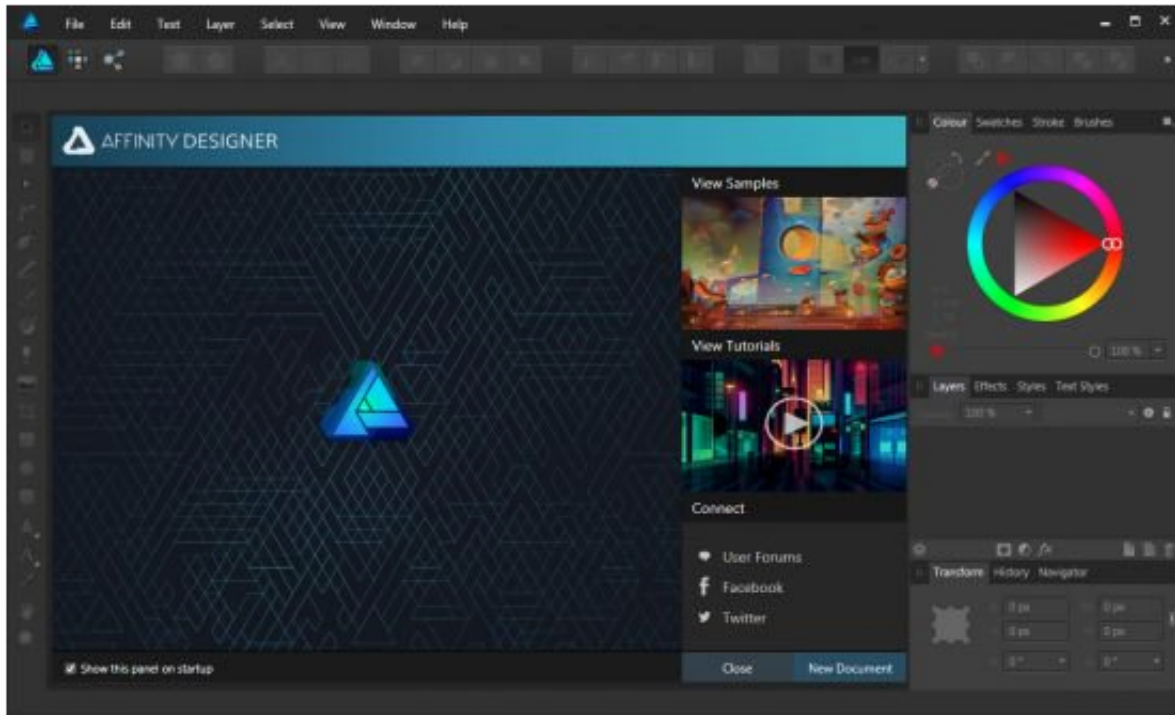 File Edit Text Layer Select View Window Help
AFFINITY DESIGNER
View Samples
View Tutorials
Connect
User Forums
Facebook
Twitter
Show this panel on startup
Close New Document
Colour Swatches Stroke Brushes
100 %
Layers Effects Styles Text Styles
100 %
fx
Transform History Navigator
0 px 0 px
0 px 0 px
0 ° 0 °